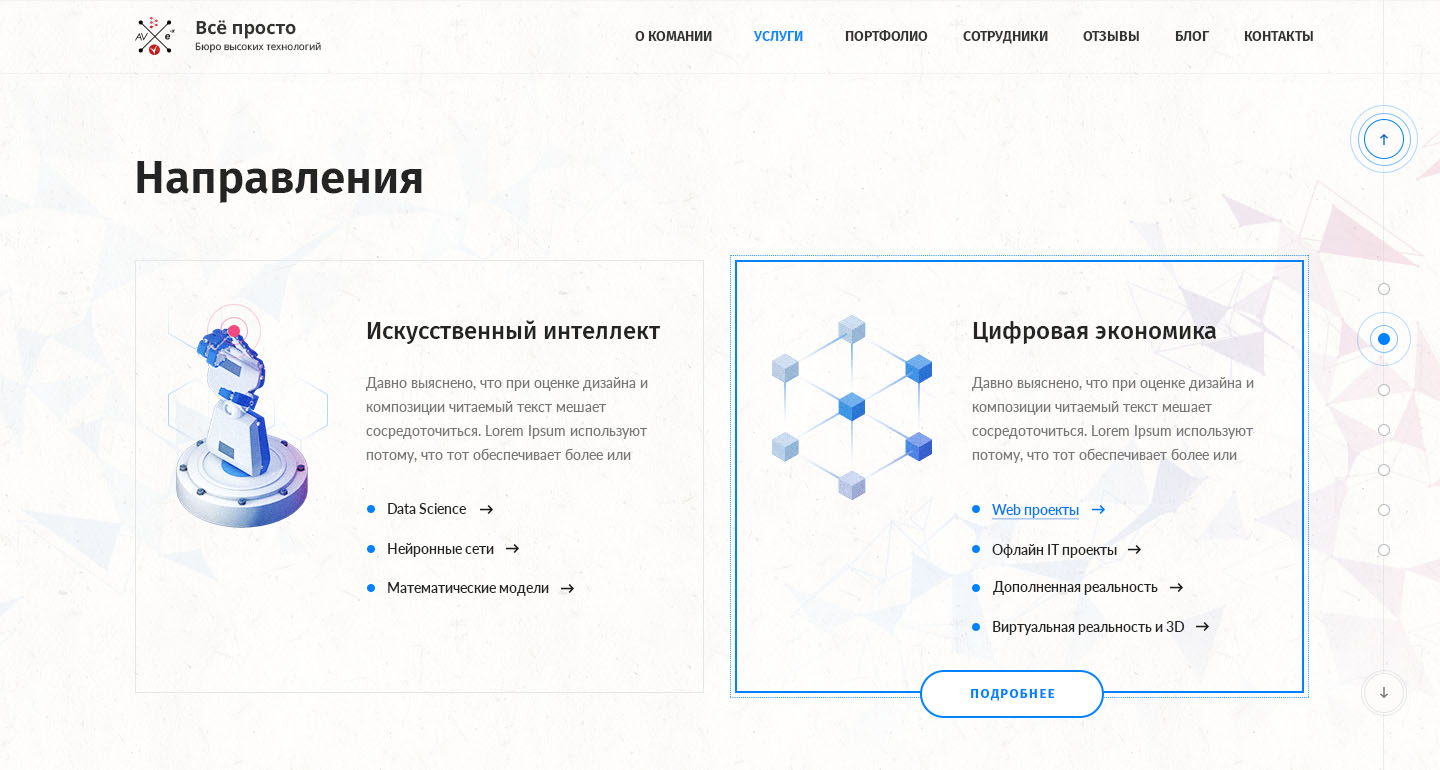 AV e-x
Всё просто
Бюро высоких технологий
О КОМАНИИ УСЛУГИ ПОРТФОЛИО СОТРУДНИКИ ОТЗЫВЫ БЛОГ КОНТАКТЫ
Направления
Искусственный интеллект
Давно выяснено, что при оценке дизайна и
композиции читаемый текст мешает
сосредоточиться. Lorem Ipsum используют
потому, что тот обеспечивает более или
Data Science
Нейронные сети
Математические модели
Цифровая экономика
Давно выяснено, что при оценке дизайна и
композиции читаемый текст мешает
сосредоточиться. Lorem Ipsum используют
потому, что тот обеспечивает более или
Web проекты
Офлайн IT проекты
Дополненная реальность
Виртуальная реальность и 3D
ПОДРОБНЕЕ